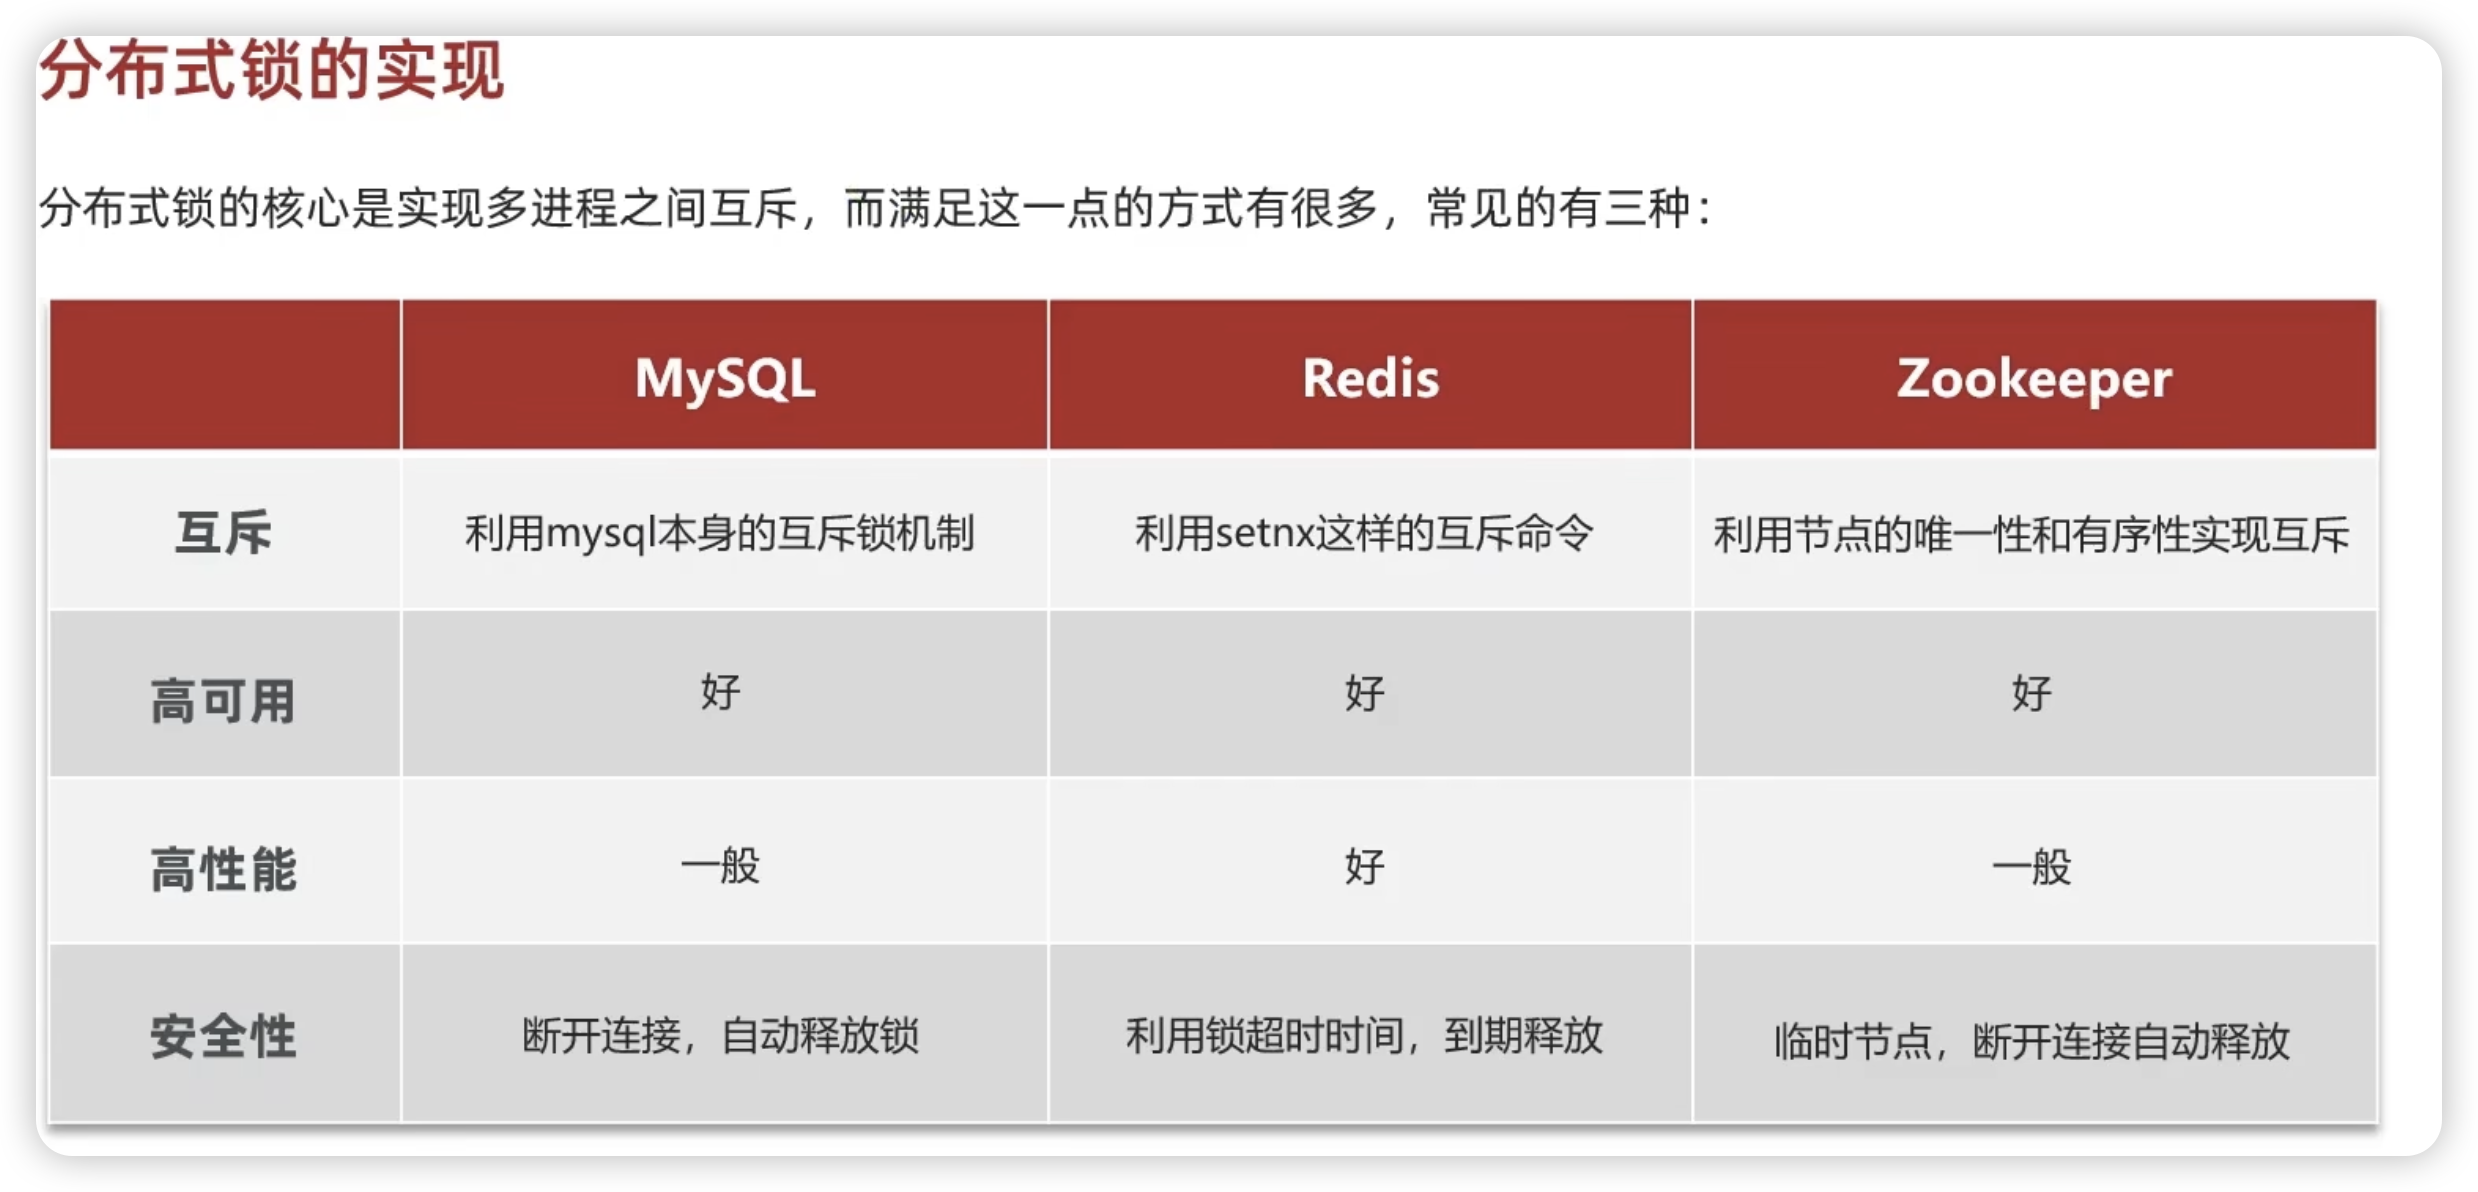 分布式锁的实现
分布式锁的核心是实现多进程之间互斥，而满足这一点的方式有很多，常见的有三种：
MySQL Redis Zookeeper
互斥 利用mysql本身的互斥锁机制 利用setnx这样的互斥命令 利用节点的唯一性和有序性实现互斥
高可用 好 好 好
高性能 一般 好 一般
安全性 断开连接，自动释放锁 利用锁超时时间，到期释放 临时节点，断开连接自动释放